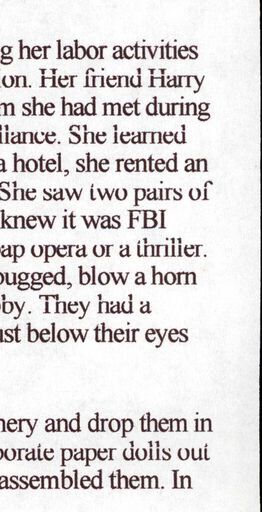 g her labor activities
on. Her friend Harry
m she had met during
llance. She learned
a hotel, she rented an
She saw two pairs of
knew it was FBI
ap opera or a thriller.
bugged, blow a horn
by. They had a
ust below their eyes
nery and drop them in
porate paper dolls out
assembled them. In